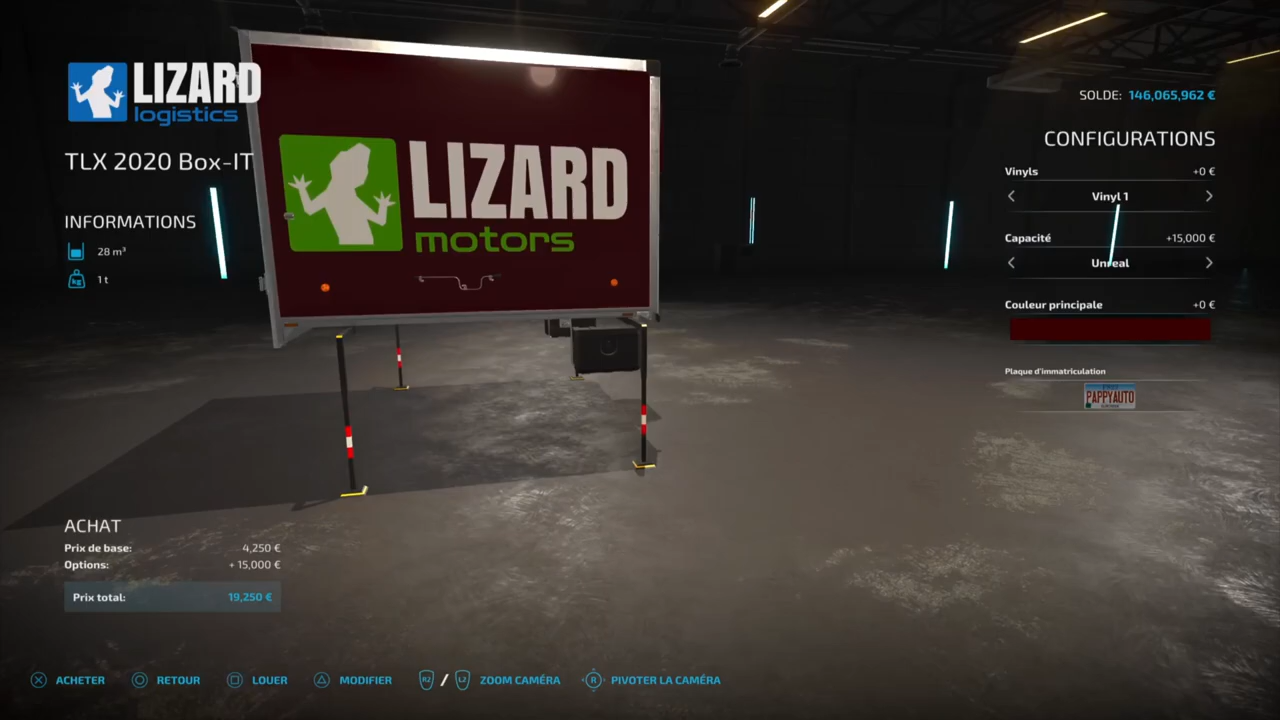 LIZARD
logistics
TLX 2020 Box-IT
INFORMATIONS
28 m³
1 t
LIZARD
motors
SOLDE: 146,065,962 €
CONFIGURATIONS
Vinyls +0 €
Vinyl 1
Capacité +15,000 €
Unreal
Couleur principale +0 €
Plaque d'immatriculation
PAPPYAUTO
ACHAT
Prix de base: 4,250 €
Options: + 15,000 €
Prix total: 19,250 €
ACHETER RETOUR LOUER MODIFIER R2 / L2 ZOOM CAMÉRA R PIVOTER LA CAMÉRA